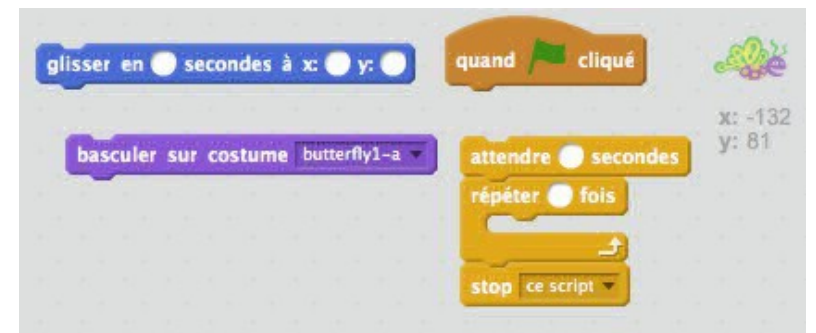 glisser en secondes à x: y:
quand cliqué
x: -132
y: 81
basculer sur costume butterfly1-a
attendre secondes
répéter fois
stop ce script